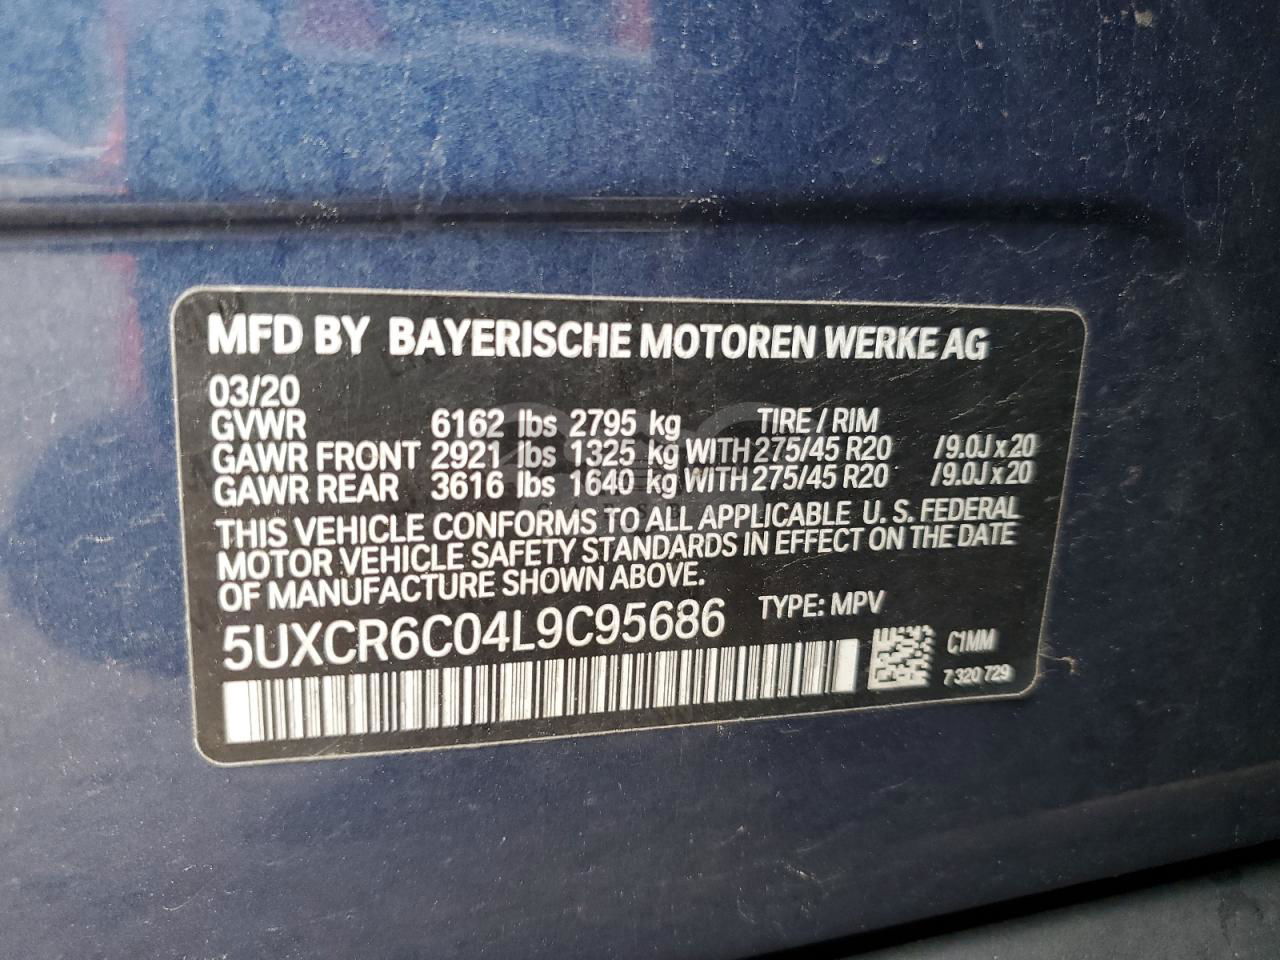 MFD BY BAYERISCHE MOTOREN WERKE AG
03/20
GVWR 6162 lbs 2795 kg TIRE / RIM
GAWR FRONT 2921 lbs 1325 kg WITH 275/45 R20 /9.0J x 20
GAWR REAR 3616 lbs 1640 kg WITH 275/45 R20 /9.0J x 20
THIS VEHICLE CONFORMS TO ALL APPLICABLE U. S. FEDERAL
MOTOR VEHICLE SAFETY STANDARDS IN EFFECT ON THE DATE
OF MANUFACTURE SHOWN ABOVE.
5UXCR6C04L9C95686 TYPE: MPV
C1MM
7 320 729